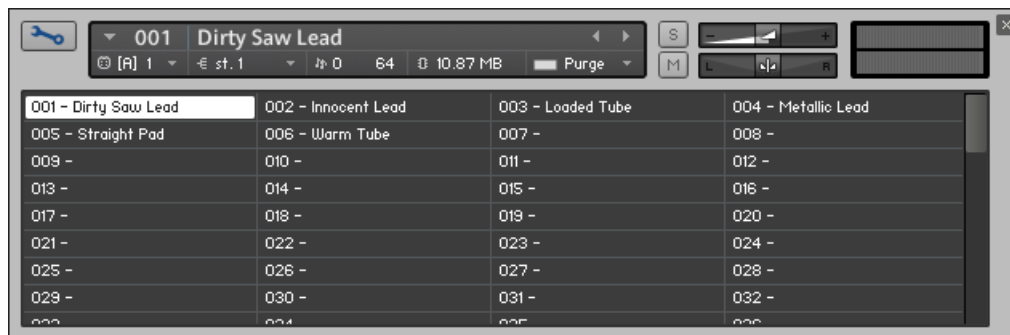 001 Dirty Saw Lead
S - +
[A] 1 st. 1 0 64 10.87 MB Purge
M L R
001 - Dirty Saw Lead 002 - Innocent Lead 003 - Loaded Tube 004 - Metallic Lead
005 - Straight Pad 006 - Warm Tube 007 - 008 -
009 - 010 - 011 - 012 -
013 - 014 - 015 - 016 -
017 - 018 - 019 - 020 -
021 - 022 - 023 - 024 -
025 - 026 - 027 - 028 -
029 - 030 - 031 - 032 -